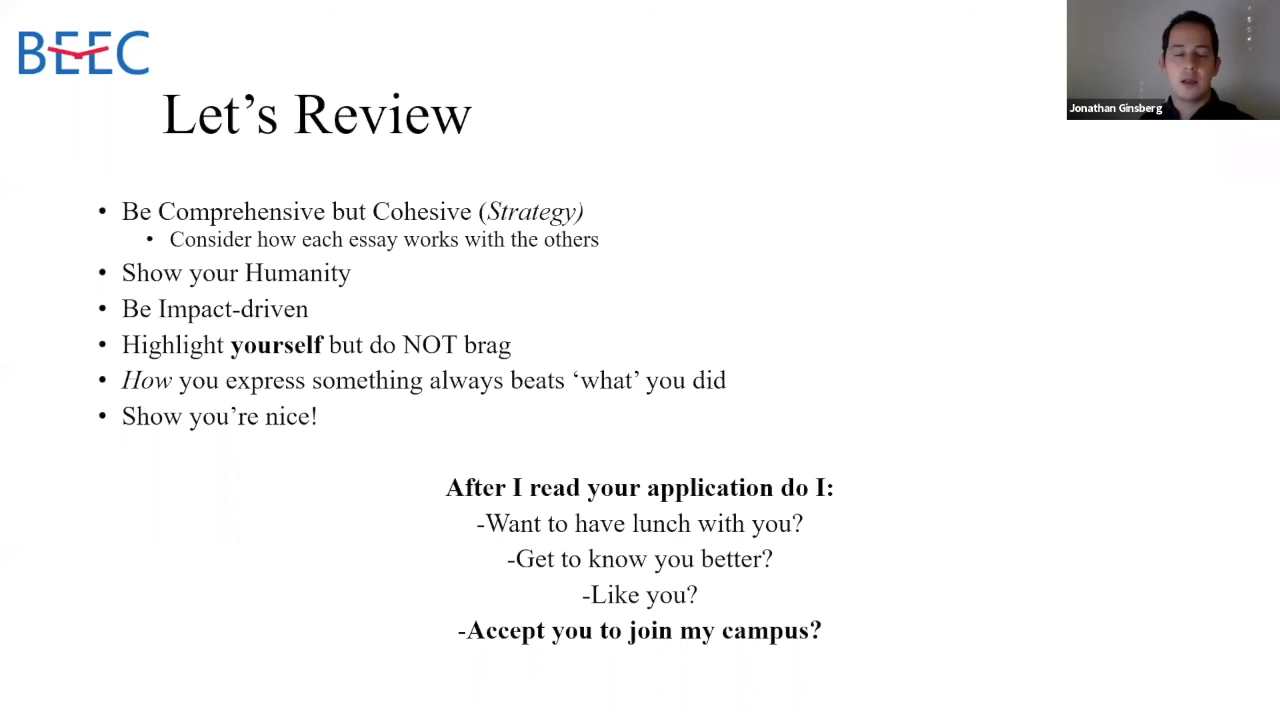 BEEC
Jonathan Ginsberg
Let’s Review
• Be Comprehensive but Cohesive (Strategy)
• Consider how each essay works with the others
• Show your Humanity
• Be Impact-driven
• Highlight yourself but do NOT brag
• How you express something always beats ‘what’ you did
• Show you’re nice!
After I read your application do I:
-Want to have lunch with you?
-Get to know you better?
-Like you?
-Accept you to join my campus?